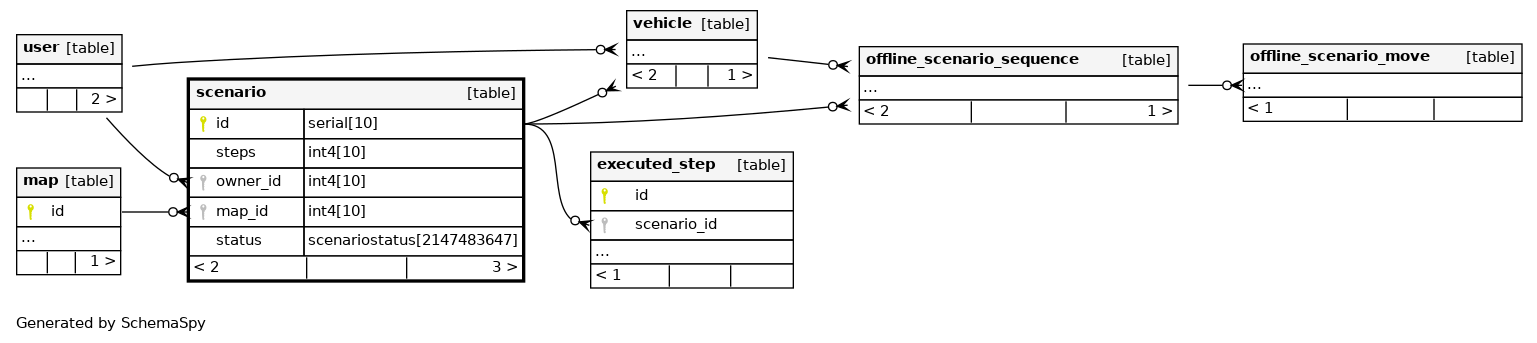 user [table]
...
2 >
map [table]
id
...
1 >
scenario [table]
id serial[10]
steps int4[10]
owner_id int4[10]
map_id int4[10]
status scenariostatus[2147483647]
< 2 3 >
vehicle [table]
...
< 2 1 >
executed_step [table]
id
scenario_id
...
< 1
offline_scenario_sequence [table]
...
< 2 1 >
offline_scenario_move [table]
...
< 1
Generated by SchemaSpy